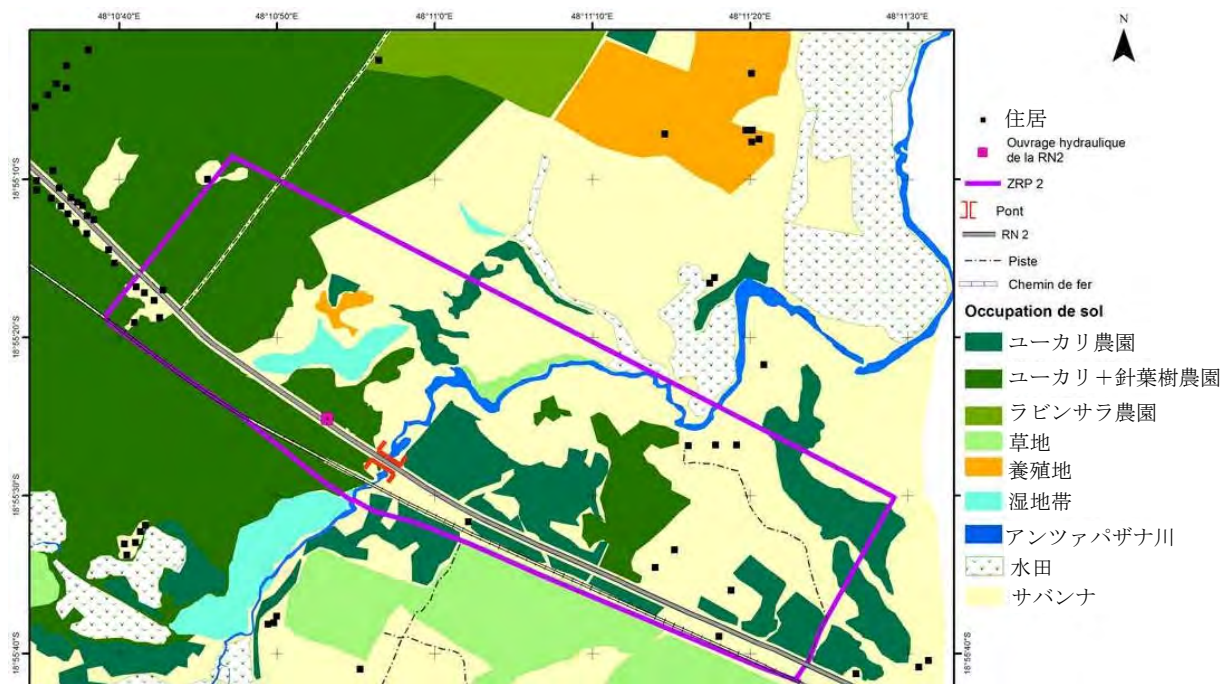 48°10'40"E
48°10'50"E
48°11'0"E
48°11'10"E
48°11'20"E
48°11'30"E
N
18°55'10"S
18°55'20"S
18°55'30"S
18°55'40"S
18°55'40"S
住居
Ouvrage hydraulique
de la RN2
ZRP 2
Pont
RN 2
Piste
Chemin de fer
Occupation de sol
ユーカリ農園
ユーカリ＋針葉樹農園
ラビンサラ農園
草地
養殖地
湿地帯
アンツァパザナ川
水田
サバンナ